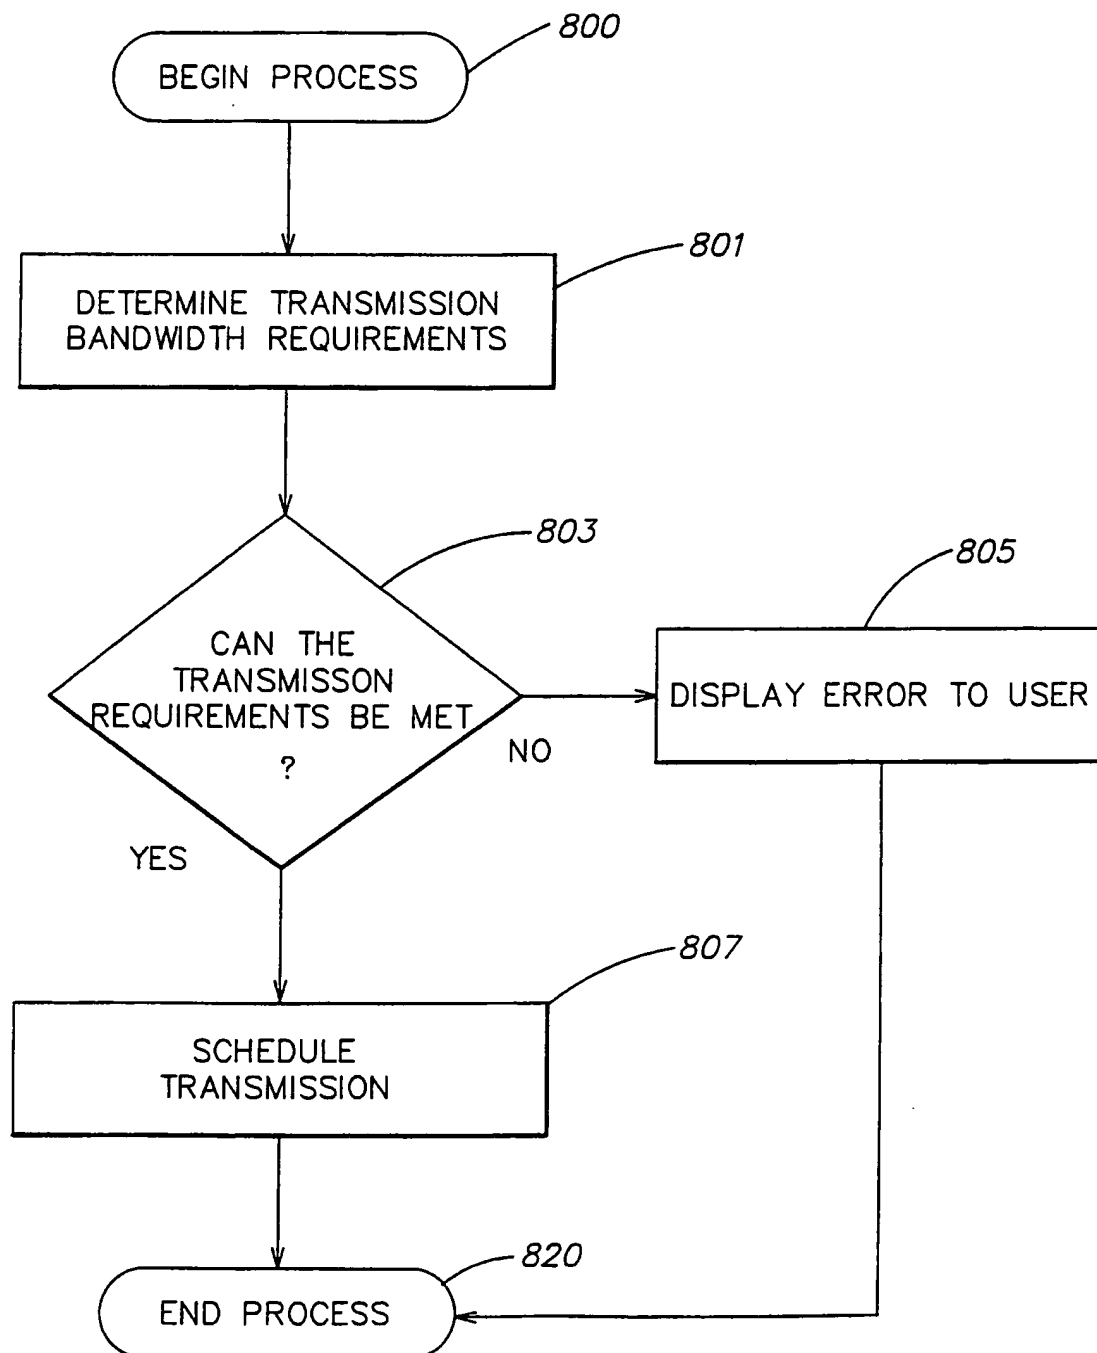 800
BEGIN PROCESS
801
DETERMINE TRANSMISSION
BANDWIDTH REQUIREMENTS
803
805
CAN THE
TRANSMISSON
REQUIREMENTS BE MET
?
DISPLAY ERROR TO USER
NO
YES
807
SCHEDULE
TRANSMISSION
820
END PROCESS